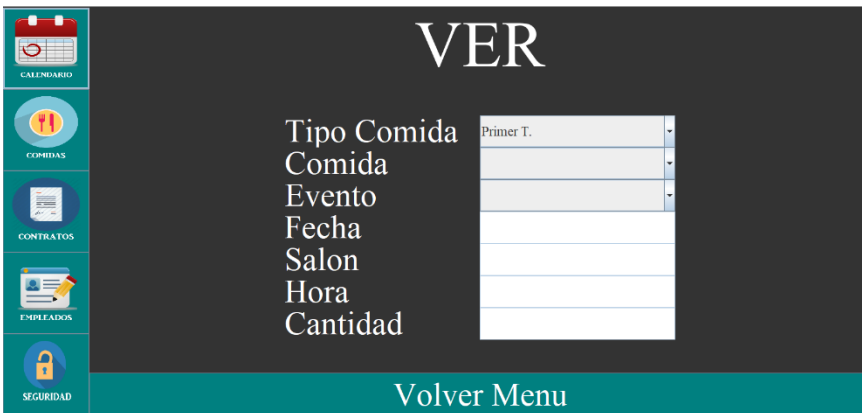 CALENDARIO
COMIDAS
CONTRATOS
EMPLEADOS
SEGURIDAD
VER
Tipo Comida Primer T.
Comida
Evento
Fecha
Salon
Hora
Cantidad
Volver Menu